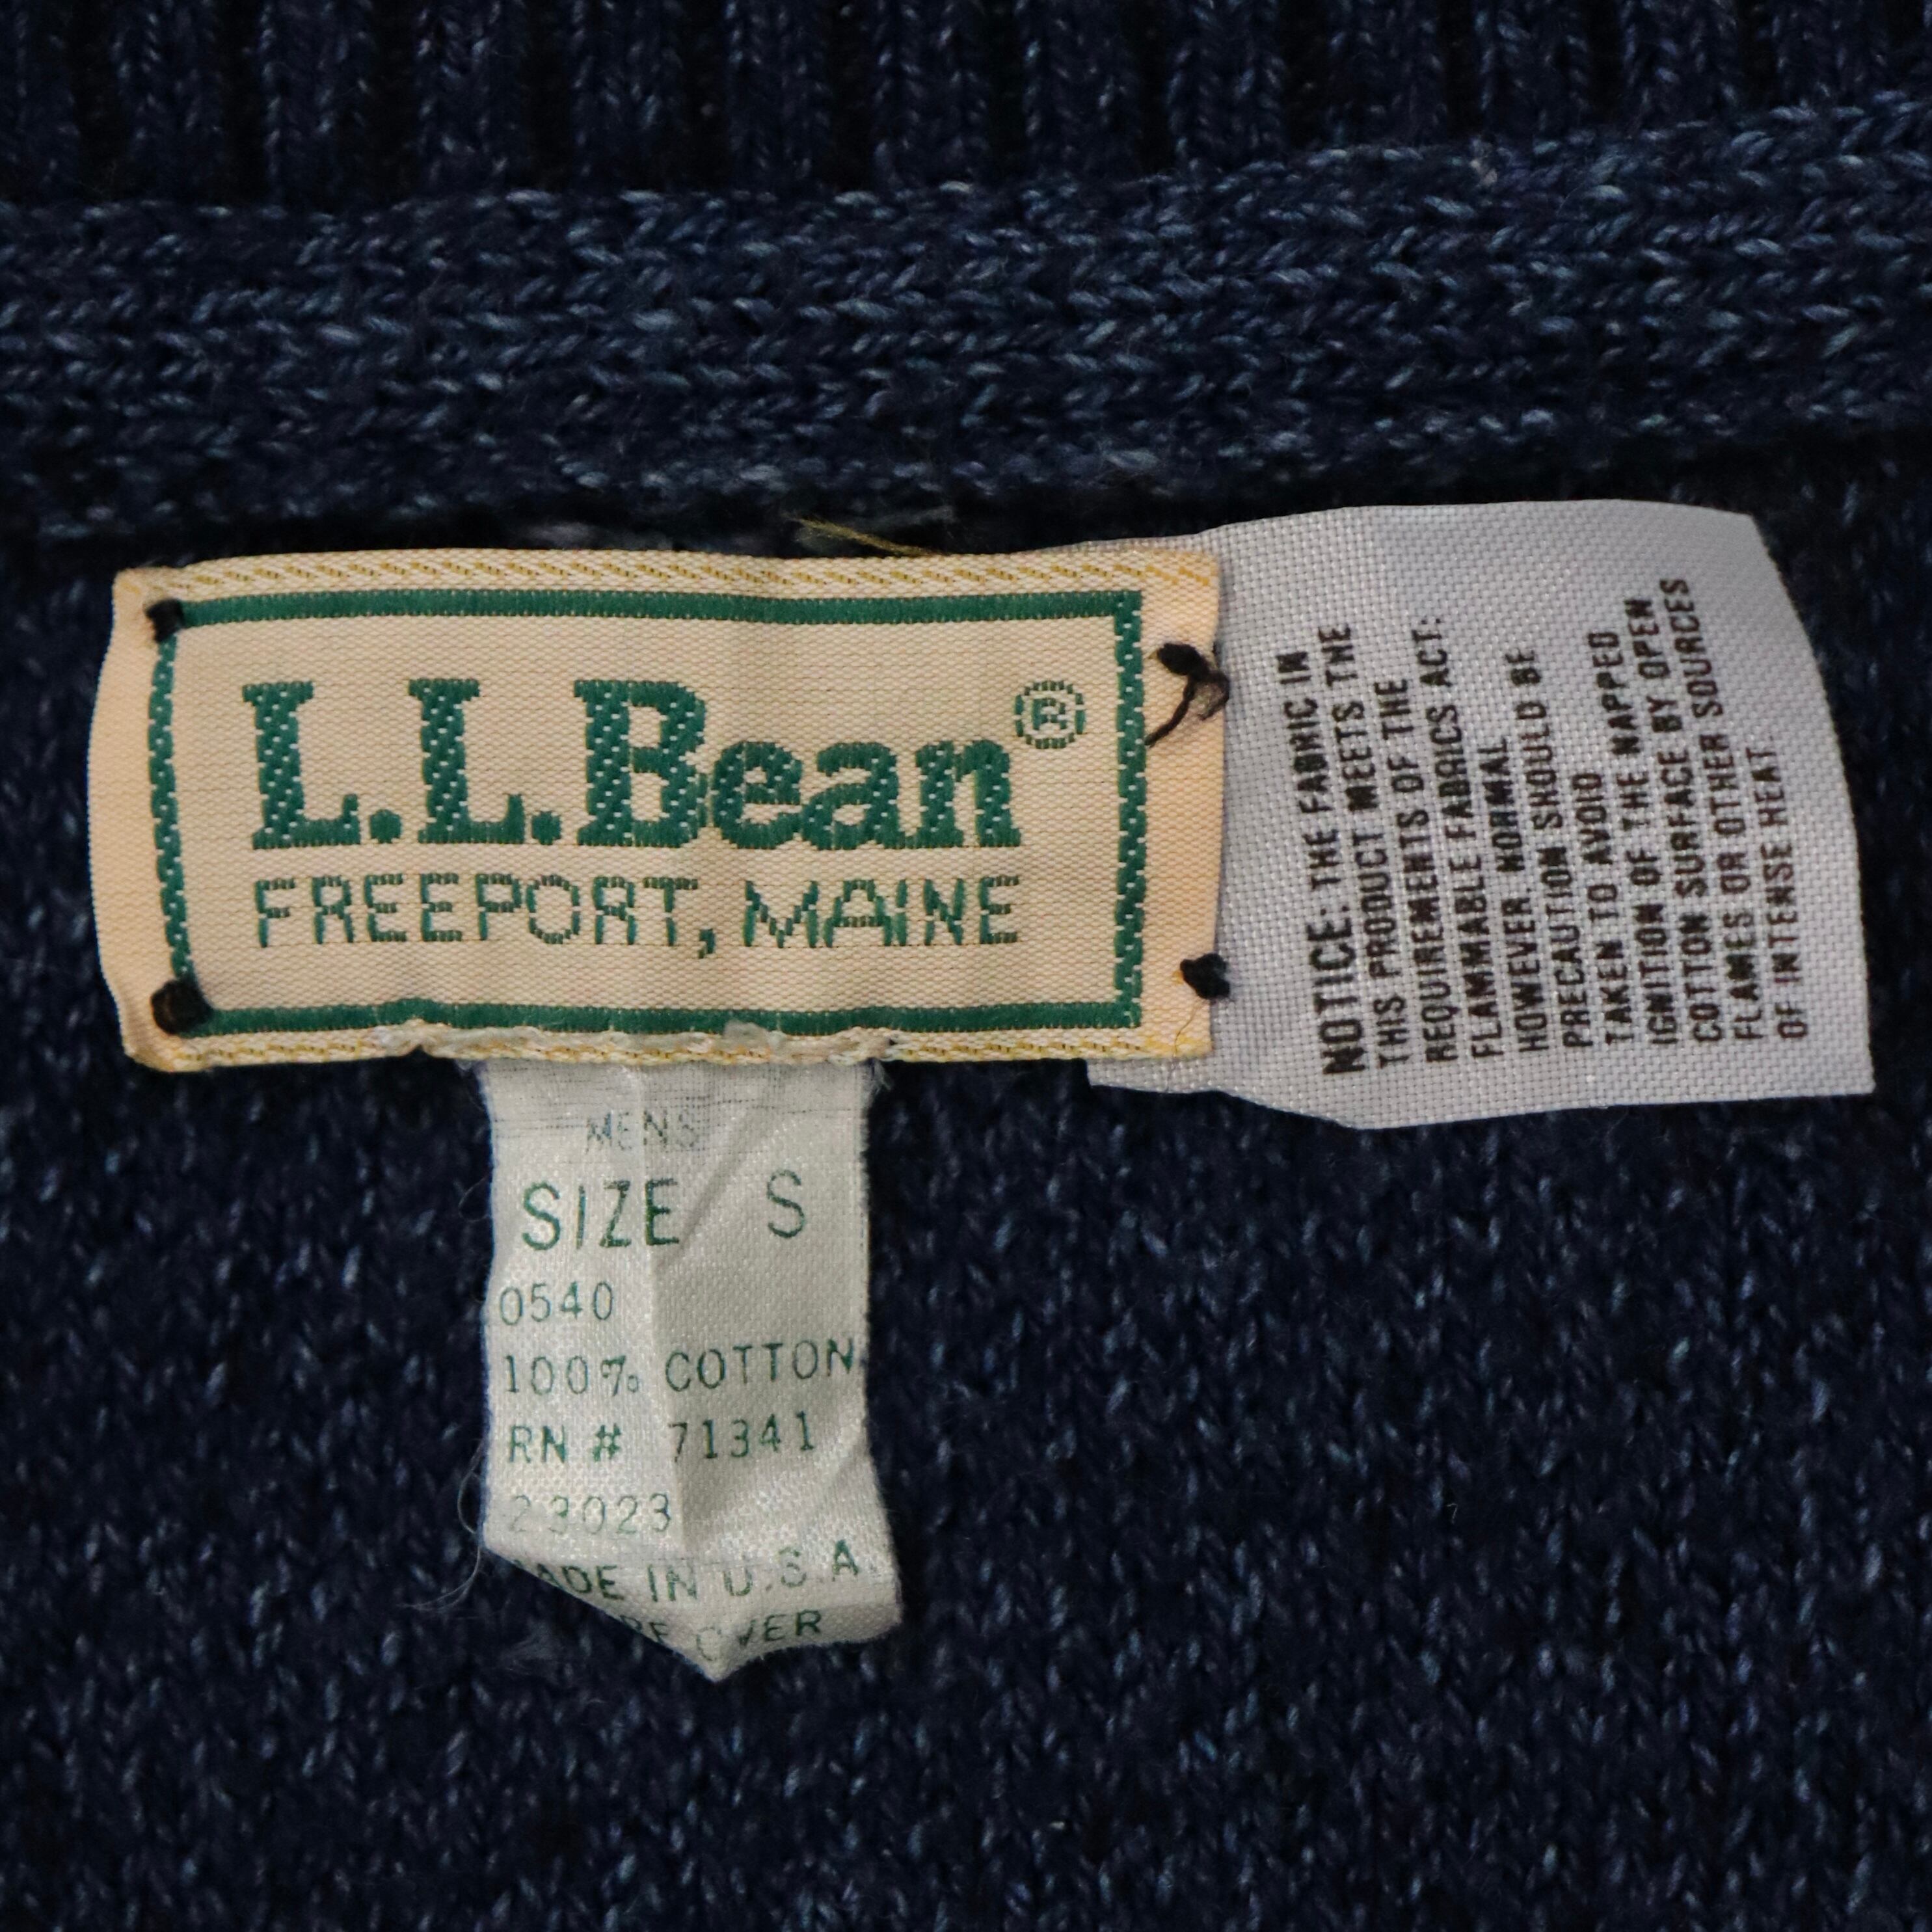 L.L.Bean®
FREEPORT, MAINE
MENS
SIZE S
0540
100% COTTON
RN # 71341
23023
MADE IN U.S.A.
OVER
NOTICE: THE FABRIC IN
THIS PRODUCT MEETS THE
REQUIREMENTS OF THE
FLAMMABLE FABRICS ACT:
HOWEVER, NORMAL
PRECAUTION SHOULD BE
TAKEN TO AVOID
IGNITION OF THE NAPPED
COTTON SURFACE BY OPEN
FLAMES OR OTHER SOURCES
OF INTENSE HEAT